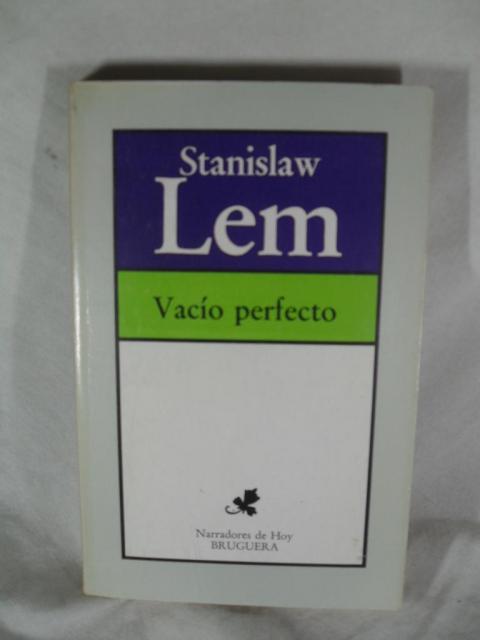 Stanislaw
Lem
Vacío perfecto
Narradores de Hoy
BRUGUERA